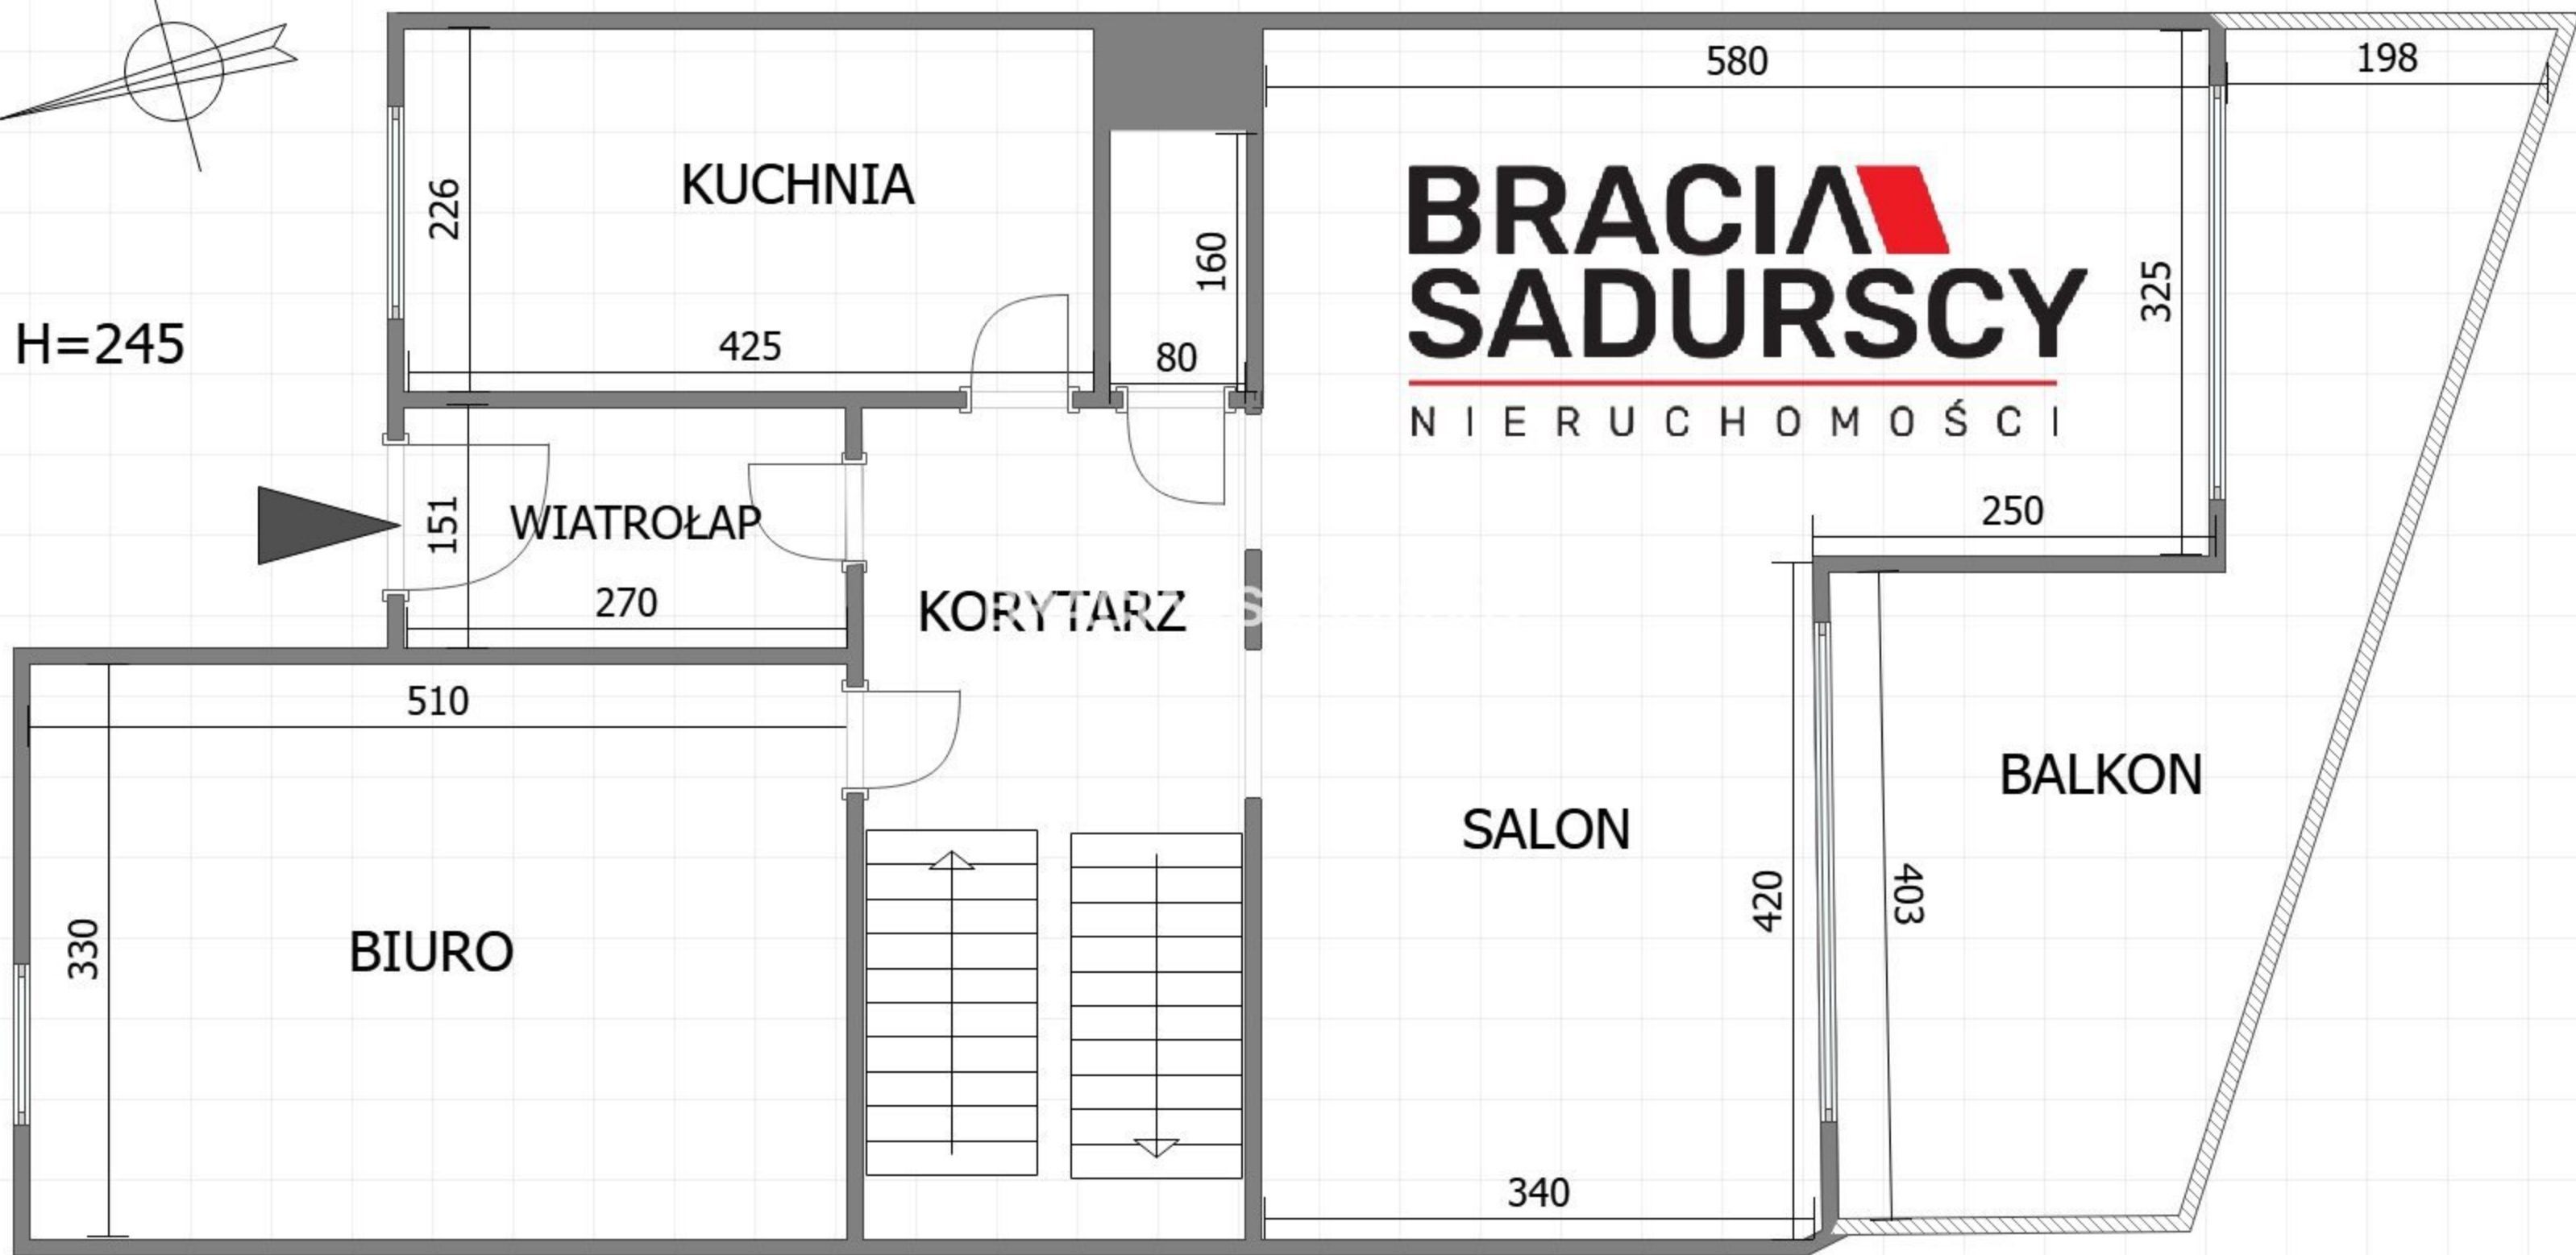 580
198
226
KUCHNIA
BRACIA
SADURSCY
NIERUCHOMOŚCI
160
325
H=245
425
80
250
151
WIATROŁAP
270
KORYTARZ
510
BALKON
SALON
420
403
330
BIURO
340